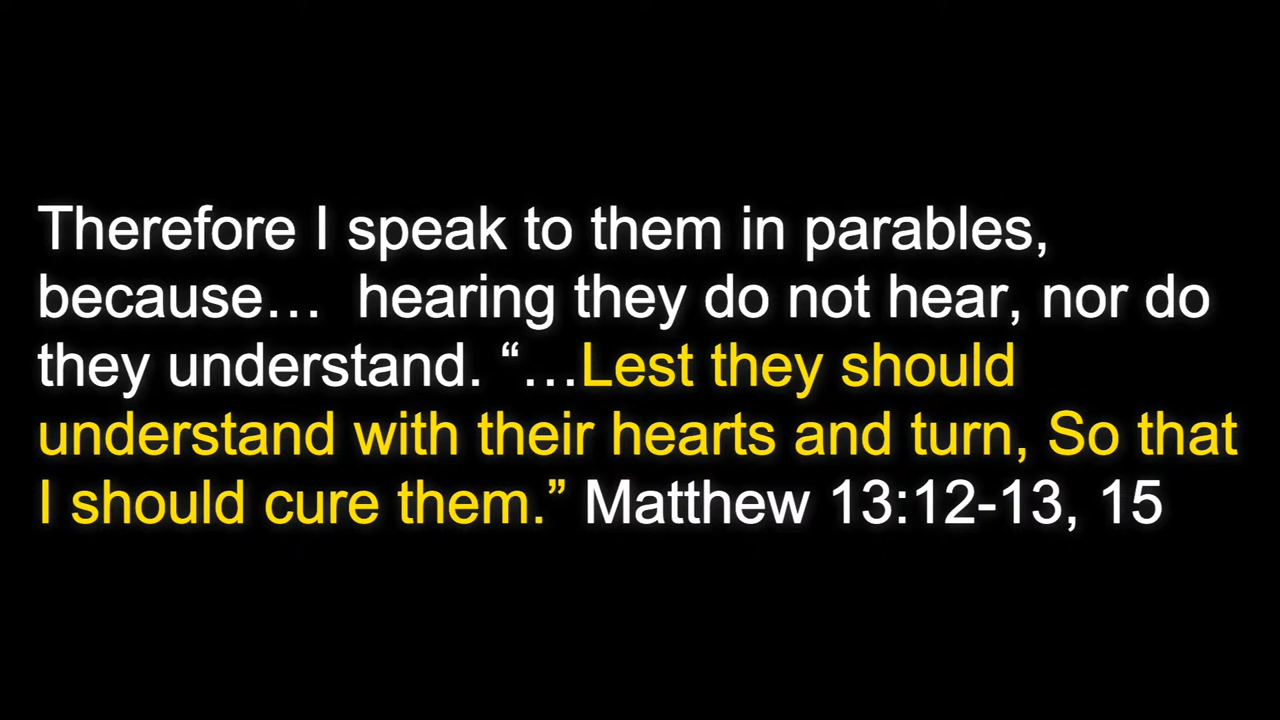 Therefore I speak to them in parables,
because…  hearing they do not hear, nor do
they understand. “…Lest they should
understand with their hearts and turn, So that
I should cure them.” Matthew 13:12-13, 15